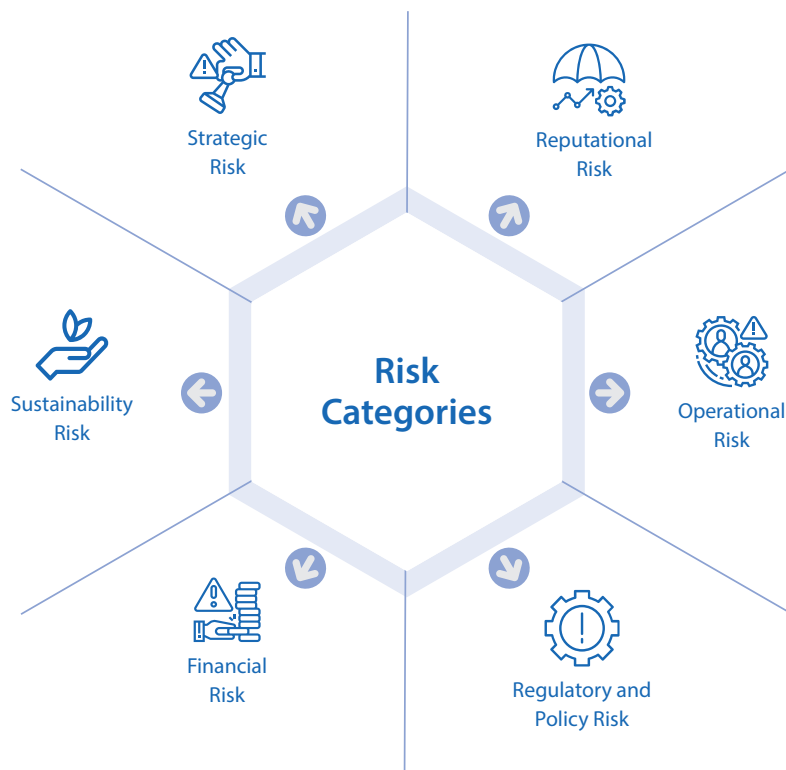 Strategic
Risk
Reputational
Risk
Sustainability
Risk
Risk
Categories
Operational
Risk
Financial
Risk
Regulatory and
Policy Risk